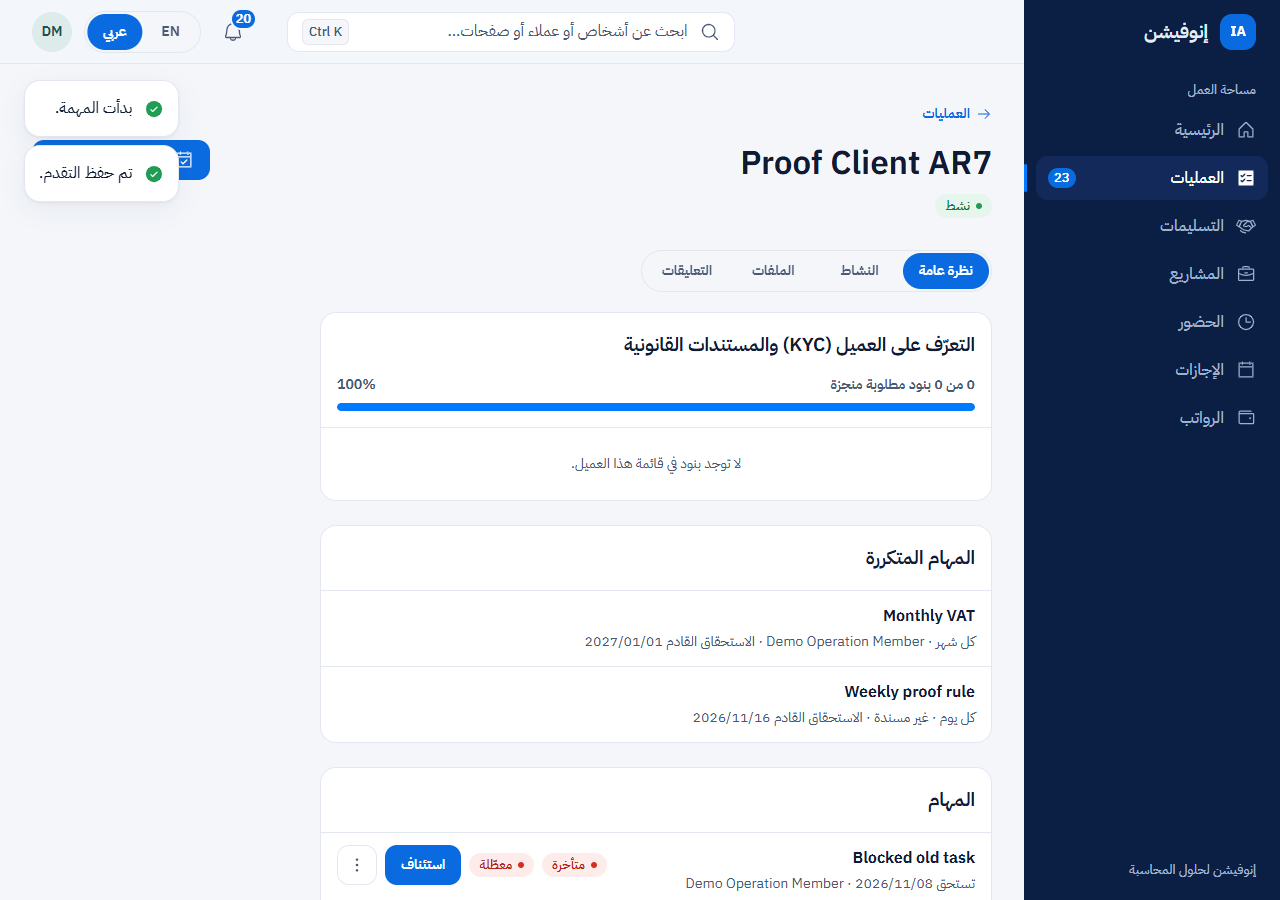 IA
إنوفيشن
مساحة العمل
الرئيسية
العمليات
23
التسليمات
المشاريع
الحضور
الإجازات
الرواتب
إنوفيشن لحلول المحاسبة
ابحث عن أشخاص أو عملاء أو صفحات...
Ctrl K
20
EN
عربي
DM
بدأت المهمة.
تم حفظ التقدم.
العمليات
Proof Client AR7
نشط
نظرة عامة
النشاط
الملفات
التعليقات
التعرّف على العميل (KYC) والمستندات القانونية
0 من 0 بنود مطلوبة منجزة
100%
لا توجد بنود في قائمة هذا العميل.
المهام المتكررة
Monthly VAT
كل شهر · Demo Operation Member · الاستحقاق القادم 2027/01/01
Weekly proof rule
كل يوم · غير مسندة · الاستحقاق القادم 2026/11/16
المهام
Blocked old task
متأخرة
معطّلة
استئناف
تستحق 2026/11/08 · Demo Operation Member